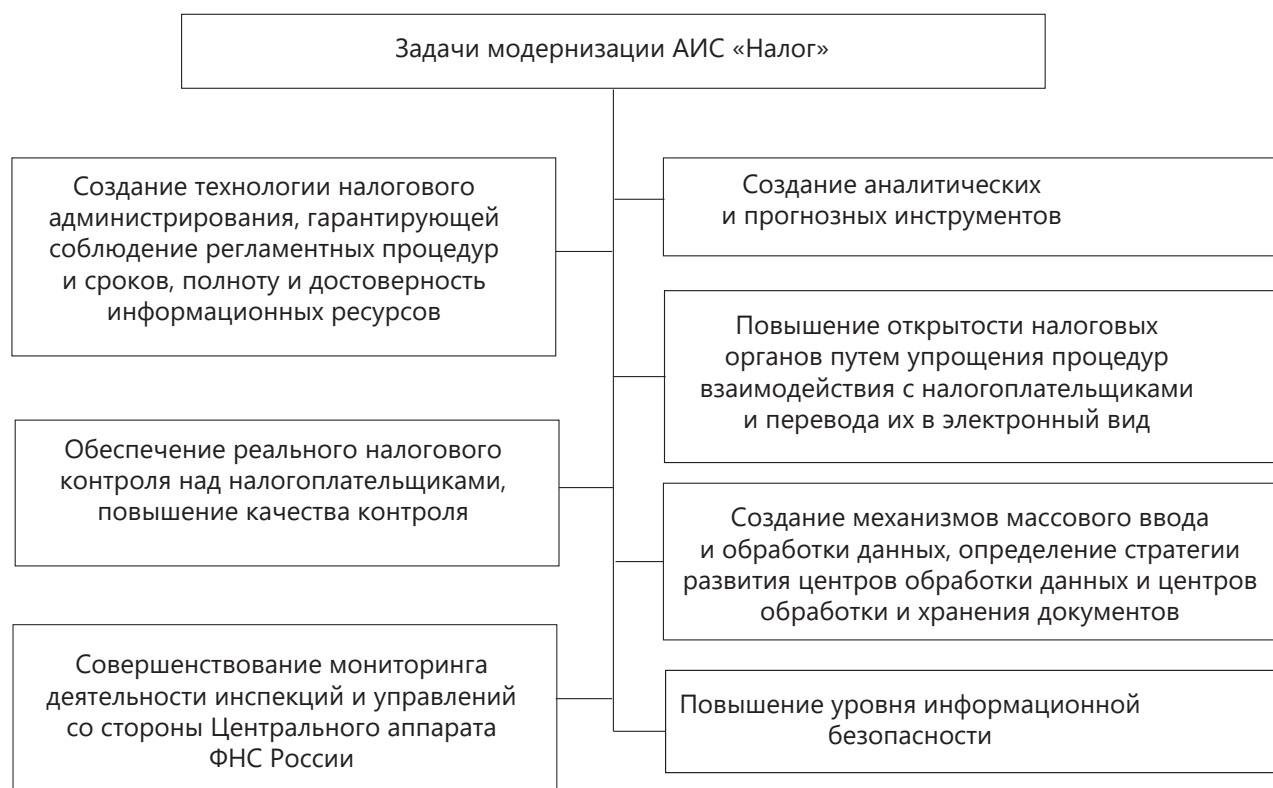 Задачи модернизации АИС «Налог»
Создание технологии налогового
администрирования, гарантирующей
соблюдение регламентных процедур
и сроков, полноту и достоверность
информационных ресурсов
Обеспечение реального налогового
контроля над налогоплательщиками,
повышение качества контроля
Совершенствование мониторинга
деятельности инспекций и управлений
со стороны Центрального аппарата
ФНС России
Создание аналитических
и прогнозных инструментов
Повышение открытости налоговых
органов путем упрощения процедур
взаимодействия с налогоплательщиками
и перевода их в электронный вид
Создание механизмов массового ввода
и обработки данных, определение стратегии
развития центров обработки данных и центров
обработки и хранения документов
Повышение уровня информационной
безопасности